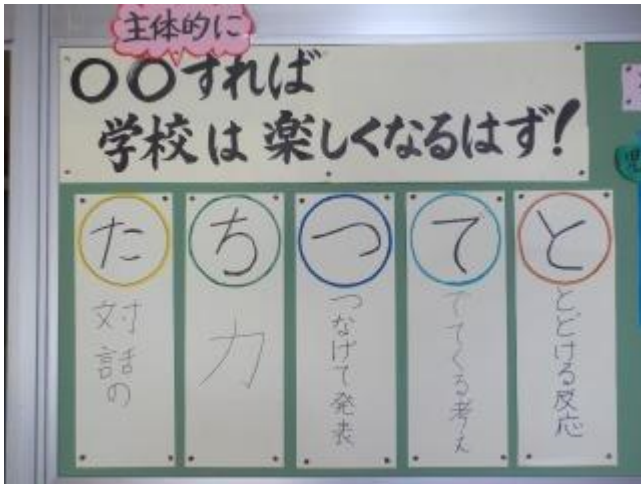 主体的に
〇〇すれば
学校は楽しくなるはず!
た
対話の
ち
力
つ
つなげて発表
て
でてくる考え
と
とどける反応
児